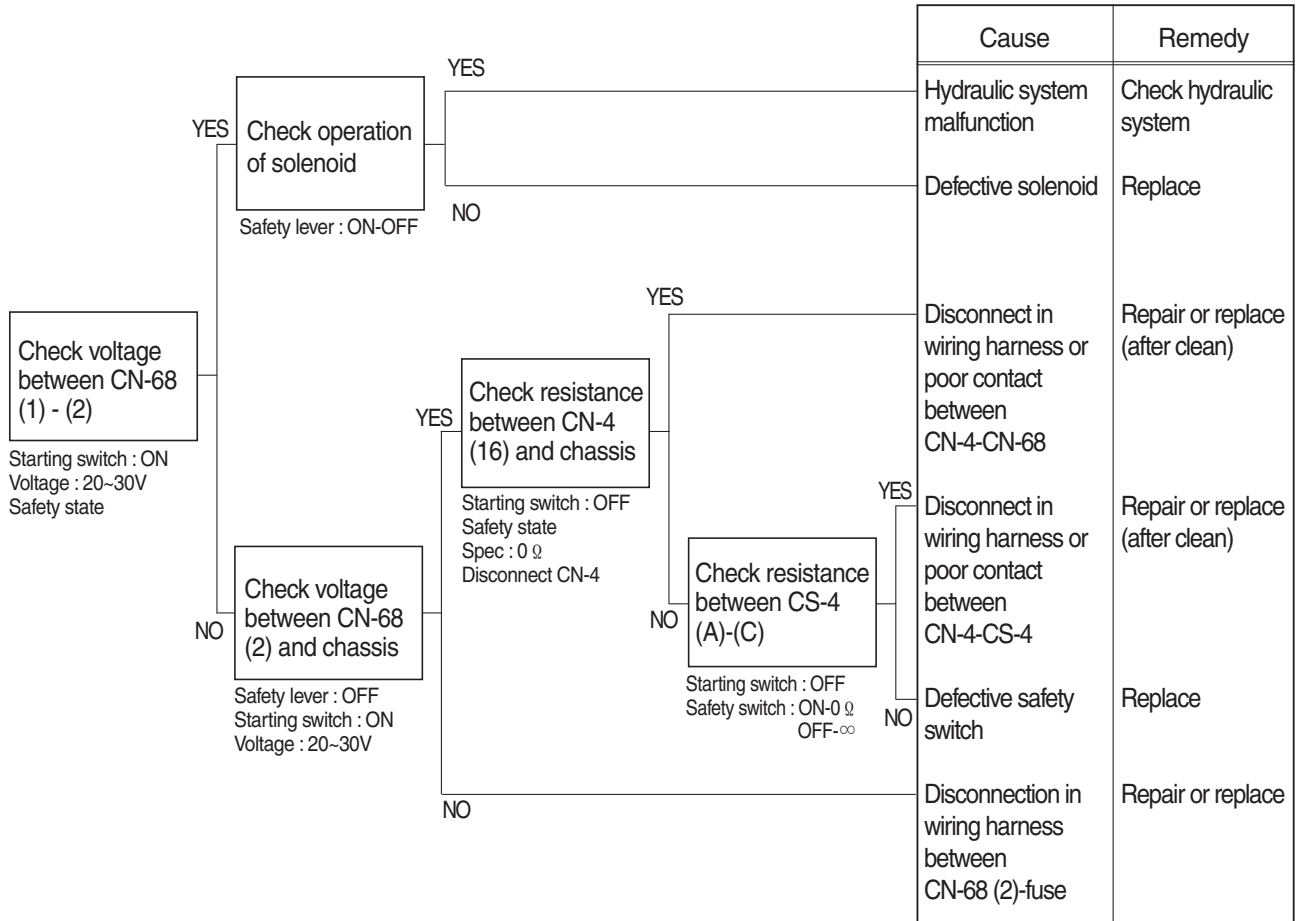 Cause
Remedy
YES
Hydraulic system
malfunction
Check hydraulic
system
YES
Check operation
of solenoid
Defective solenoid
Replace
NO
Safety lever : ON-OFF
YES
Disconnect in
wiring harness or
poor contact
between
CN-4-CN-68
Repair or replace
(after clean)
Check voltage
between CN-68
(1) - (2)
Starting switch : ON
Voltage : 20~30V
Safety state
YES
Check resistance
between CN-4
(16) and chassis
Starting switch : OFF
Safety state
Spec : 0 Ω
Disconnect CN-4
YES
Disconnect in
wiring harness or
poor contact
between
CN-4-CS-4
Repair or replace
(after clean)
NO
Check voltage
between CN-68
(2) and chassis
Safety lever : OFF
Starting switch : ON
Voltage : 20~30V
NO
Check resistance
between CS-4
(A)-(C)
Starting switch : OFF
Safety switch : ON-0 Ω
OFF-∞
NO
Defective safety
switch
Replace
NO
Disconnection in
wiring harness
between
CN-68 (2)-fuse
Repair or replace